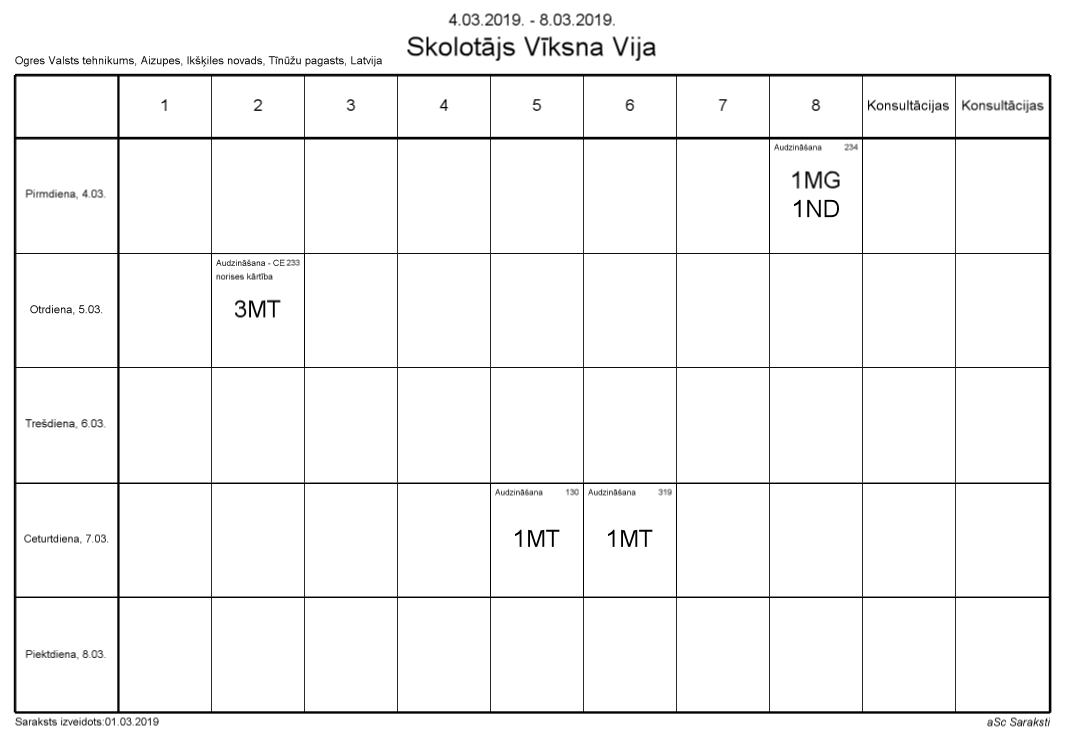 4.03.2019. - 8.03.2019.
Skolotājs Vīksna Vija
Ogres Valsts tehnikums, Aizupes, Ikšķiles novads, Tīnūžu pagasts, Latvija
1 2 3 4 5 6 7 8 Konsultācijas Konsultācijas
Audzināšana 234
Pirmdiena, 4.03.
1MG
1ND
Audzināšana - CE 233
norises kārtība
Otrdiena, 5.03.
3MT
Trešdiena, 6.03.
Audzināšana 130 Audzināšana 319
Ceturtdiena, 7.03. 1MT 1MT
Piektdiena, 8.03.
Saraksts izveidots:01.03.2019 aSc Saraksti